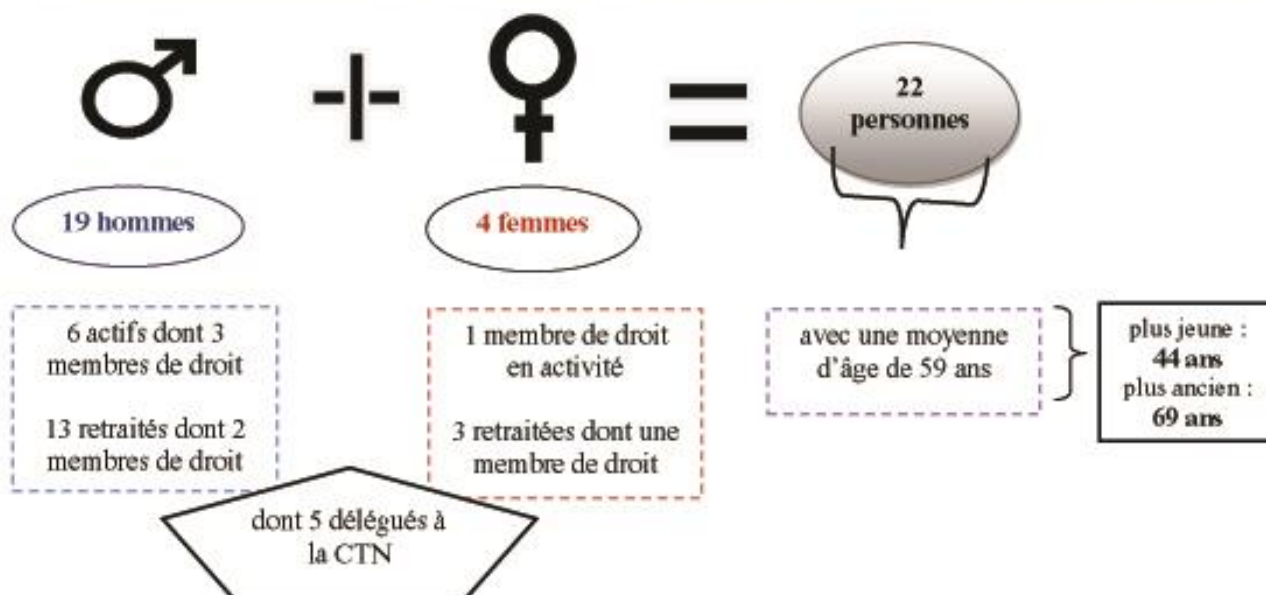 22
personnes
19 hommes
4 femmes
6 actifs dont 3
membres de droit
13 retraités dont 2
membres de droit
1 membre de droit
en activité
3 retraitées dont une
membre de droit
avec une moyenne
d'âge de 59 ans
plus jeune :
44 ans
plus ancien :
69 ans
dont 5 délégués à
la CTN